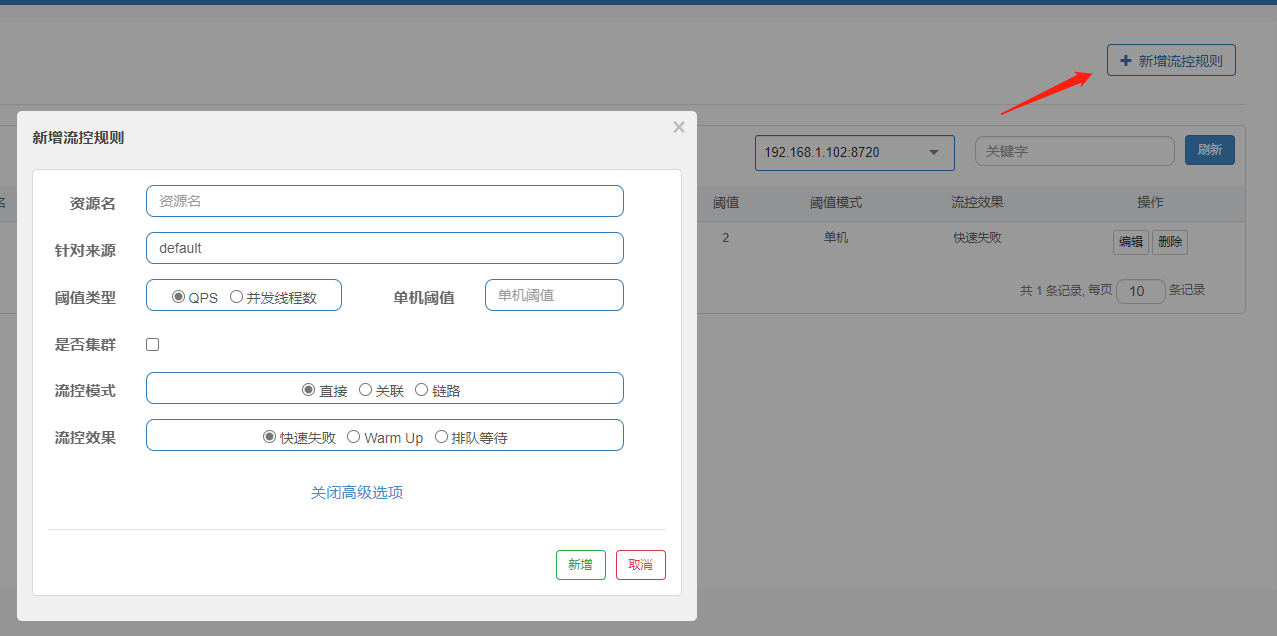 + 新增流控规则
新增流控规则 ×
192.168.1.102:8720 关键字 刷新
资源名 资源名
阈值 阈值模式 流控效果 操作
针对来源 default
2 单机 快速失败 编辑 删除
阈值类型 QPS 并发线程数 单机阈值 单机阈值
共 1 条记录, 每页 10 条记录
是否集群
流控模式 直接 关联 链路
流控效果 快速失败 Warm Up 排队等待
关闭高级选项
新增 取消